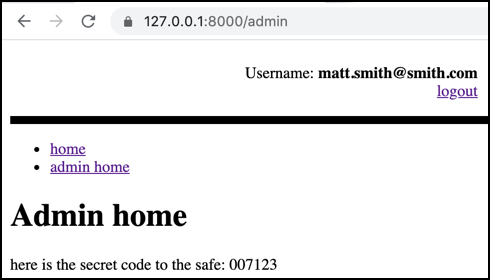 127.0.0.1:8000/admin
Username: matt.smith@smith.com
logout
home
admin home
Admin home
here is the secret code to the safe: 007123